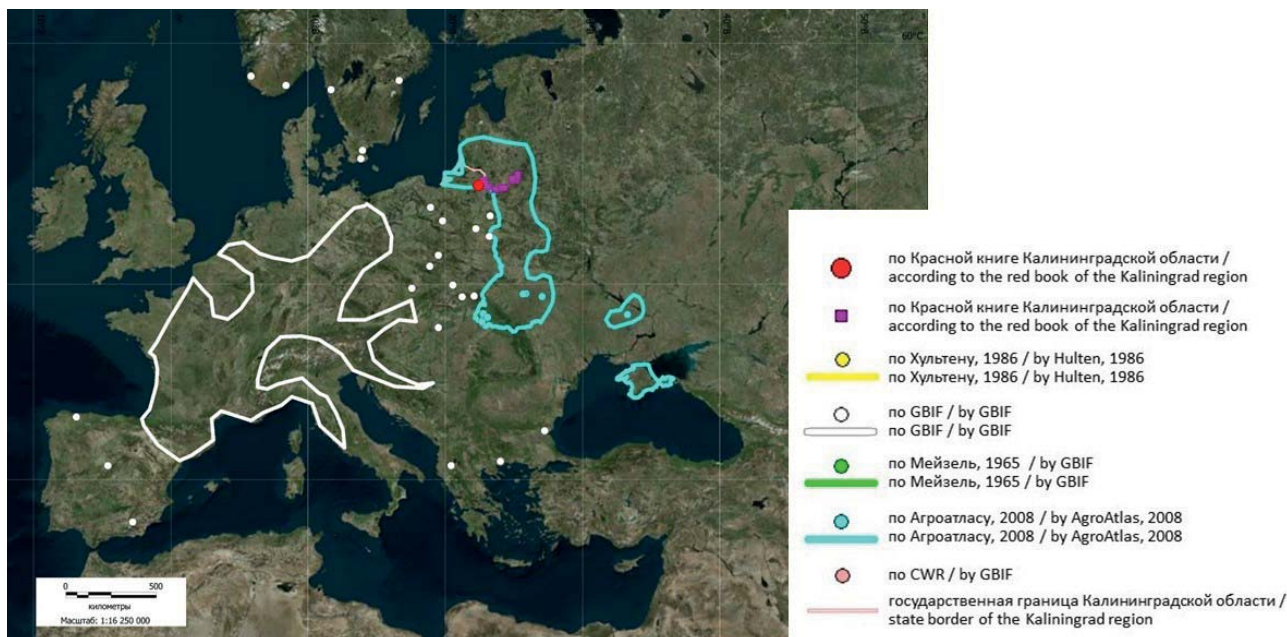 60°С
по Красной книге Калининградской области /
according to the red book of the Kaliningrad region
по Красной книге Калининградской области /
according to the red book of the Kaliningrad region
по Хультену, 1986 / by Hulten, 1986
по Хультену, 1986 / by Hulten, 1986
по GBIF / by GBIF
по GBIF / by GBIF
по Мейзель, 1965 / by GBIF
по Мейзель, 1965 / by GBIF
по Агроатласу, 2008 / by AgroAtlas, 2008
по Агроатласу, 2008 / by AgroAtlas, 2008
по CWR / by GBIF
государственная граница Калининградской области /
state border of the Kaliningrad region
0 500
километры
Масштаб: 1:16 250 000